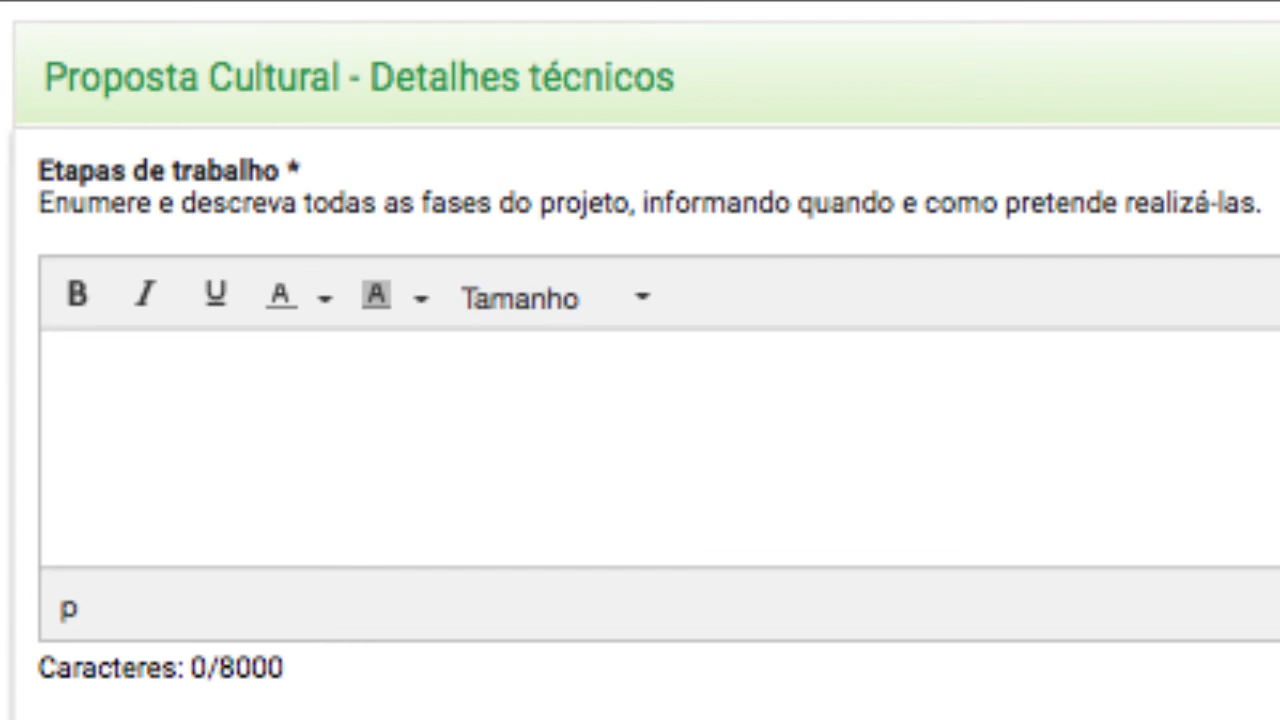 Proposta Cultural - Detalhes técnicos
Etapas de trabalho *
Enumere e descreva todas as fases do projeto, informando quando e como pretende realizá-las.
B I U A A Tamanho
p
Caracteres: 0/8000